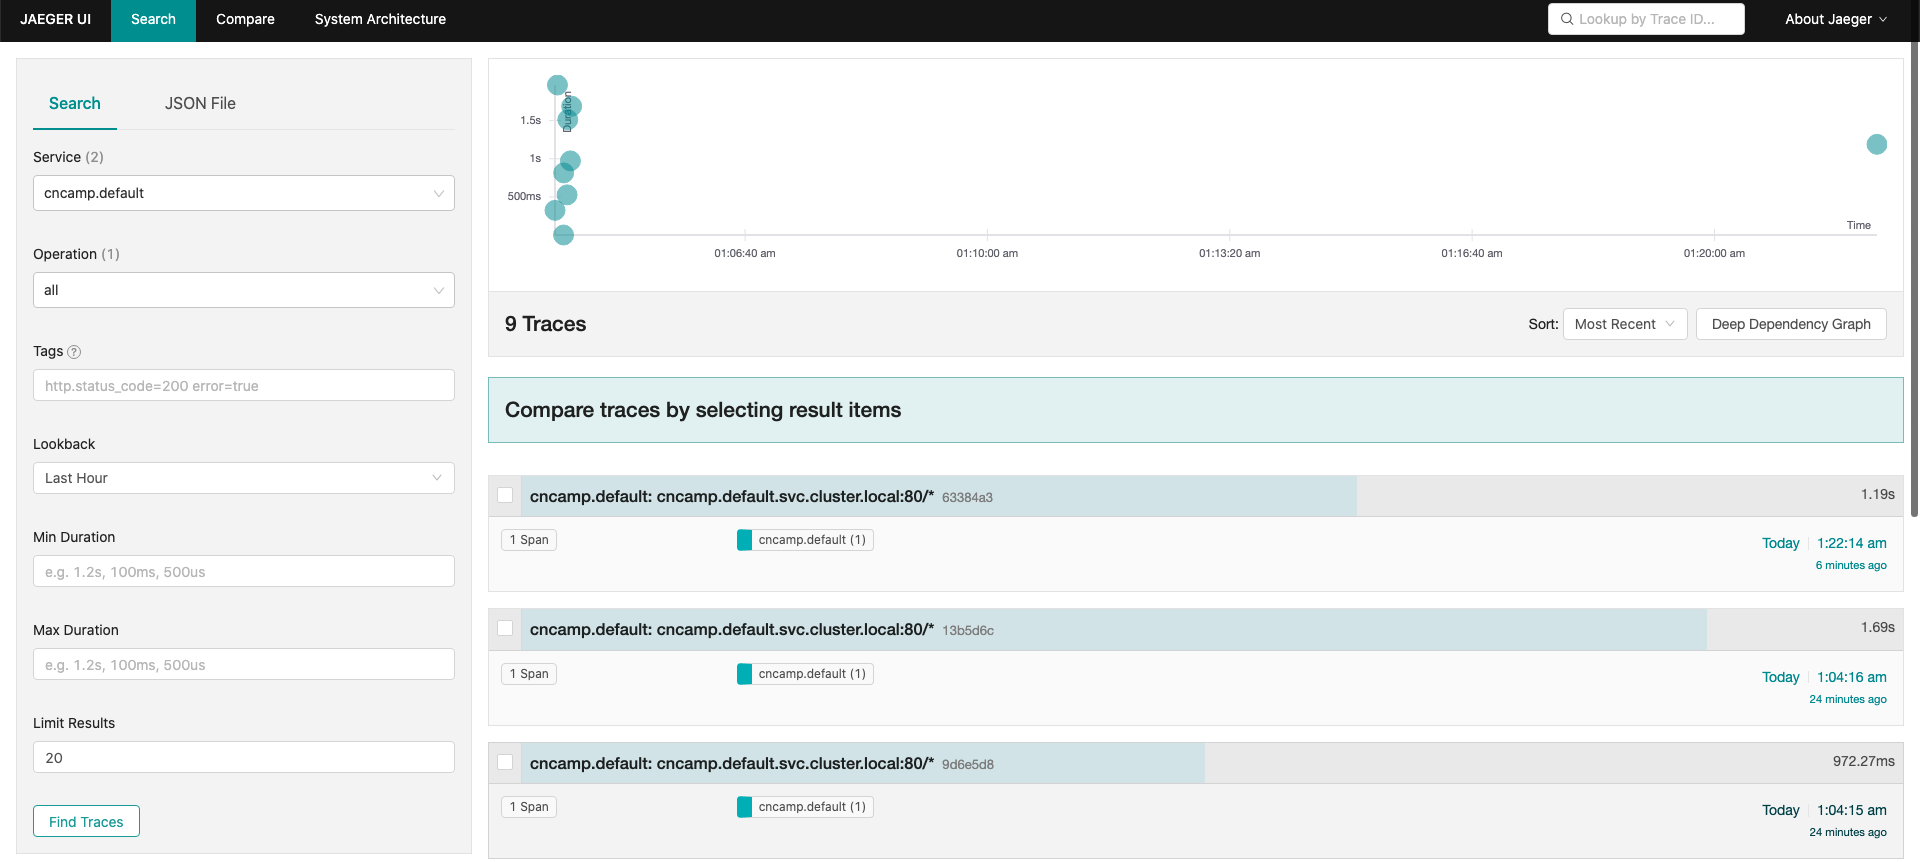 JAEGER UI
Search
Compare
System Architecture
Lookup by Trace ID...
About Jaeger
Search
JSON File
Service (2)
cncamp.default
Operation (1)
all
Tags ?
http.status_code=200 error=true
Lookback
Last Hour
Min Duration
e.g. 1.2s, 100ms, 500us
Max Duration
e.g. 1.2s, 100ms, 500us
Limit Results
20
Find Traces
Duration
1.5s
1s
500ms
Time
01:06:40 am
01:10:00 am
01:13:20 am
01:16:40 am
01:20:00 am
9 Traces
Sort: Most Recent
Deep Dependency Graph
Compare traces by selecting result items
cncamp.default: cncamp.default.svc.cluster.local:80/* 63384a3
1.19s
1 Span
cncamp.default (1)
Today 1:22:14 am
6 minutes ago
cncamp.default: cncamp.default.svc.cluster.local:80/* 13b5d6c
1.69s
1 Span
cncamp.default (1)
Today 1:04:16 am
24 minutes ago
cncamp.default: cncamp.default.svc.cluster.local:80/* 9d6e5d8
972.27ms
1 Span
cncamp.default (1)
Today 1:04:15 am
24 minutes ago